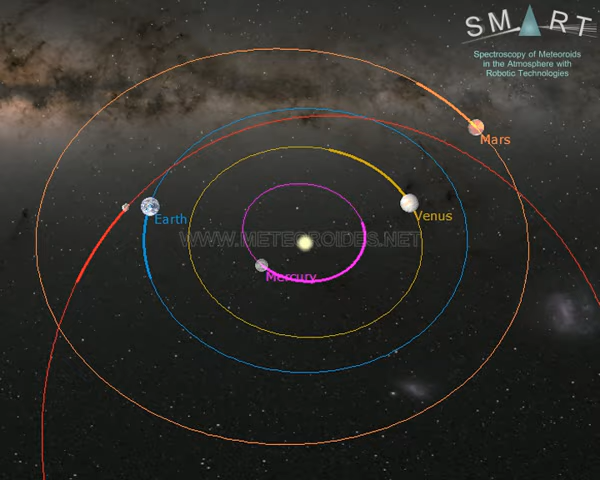 SMART
Spectroscopy of Meteoroids
in the Atmosphere with
Robotic Technologies
Mars
Venus
Earth
WWW.METEOROIDES.NET
Mercury